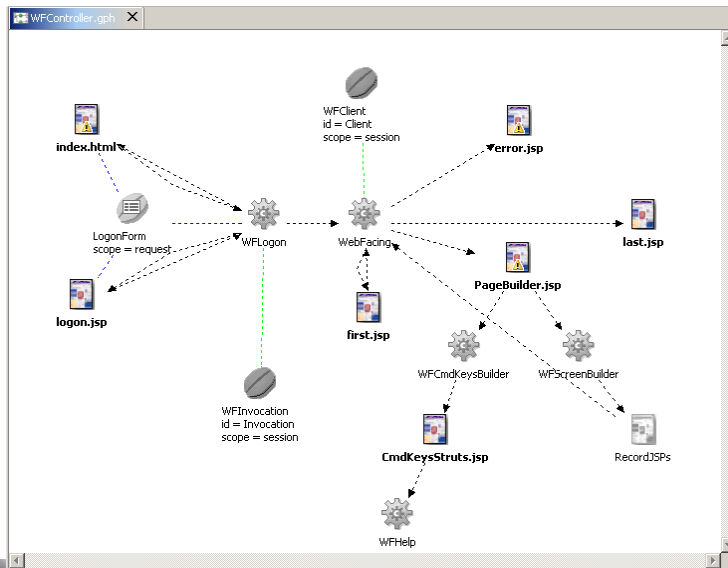 WFController.gph
WFClient
id = Client
scope = session
index.html
error.jsp
LogonForm
scope = request
WFLogon
WebFacing
last.jsp
PageBuilder.jsp
logon.jsp
first.jsp
WFCmdKeysBuilder
WFScreenBuilder
WFInvocation
id = Invocation
scope = session
CmdKeysStruts.jsp
RecordJSPs
WFHelp